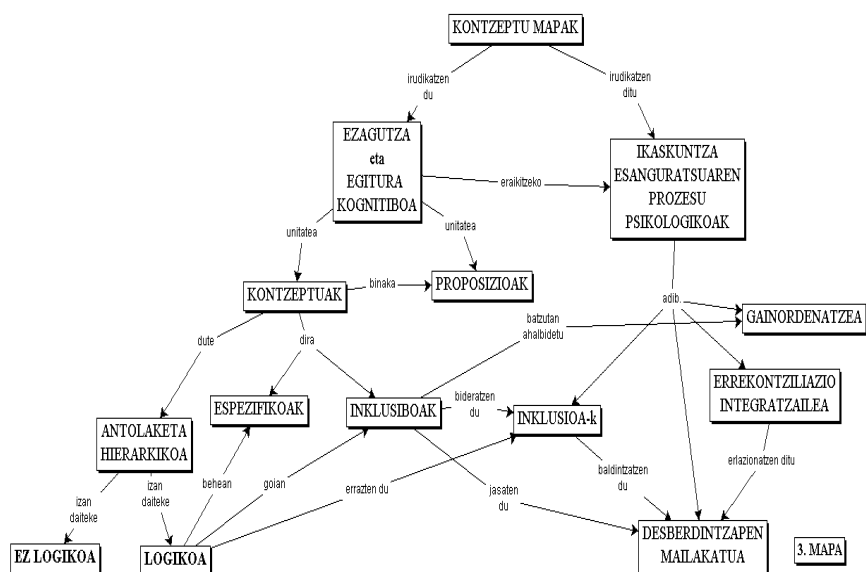 KONTZEPTU MAPAK
irudikatzen
du
irudikatzen
ditu
EZAGUTZA
eta
EGITURA
KOGNITIBOA
eraikitzeko
IKASKUNTZA
ESANGURATSUAREN
PROZESU
PSIKOLOGIKOAK
unitatea
unitatea
KONTZEPTUAK
binaka
PROPOSIZIOAK
adib.
GAINORDENATZEA
batzutan
ahalbidetu
dute
dira
ESPEZIFIKOAK
INKLUSIBOAK
bideratzen
du
INKLUSIOA-k
ERREKONTZILIAZIO
INTEGRATZAILEA
ANTOLAKETA
HIERARKIKOA
behean
goian
errazten du
jasaten
du
baldintzatzen
du
erlazionatzen ditu
izan
daiteke
izan
daiteke
EZ LOGIKOA
LOGIKOA
DESBERDINTZAPEN
MAILAKATUA
3. MAPA